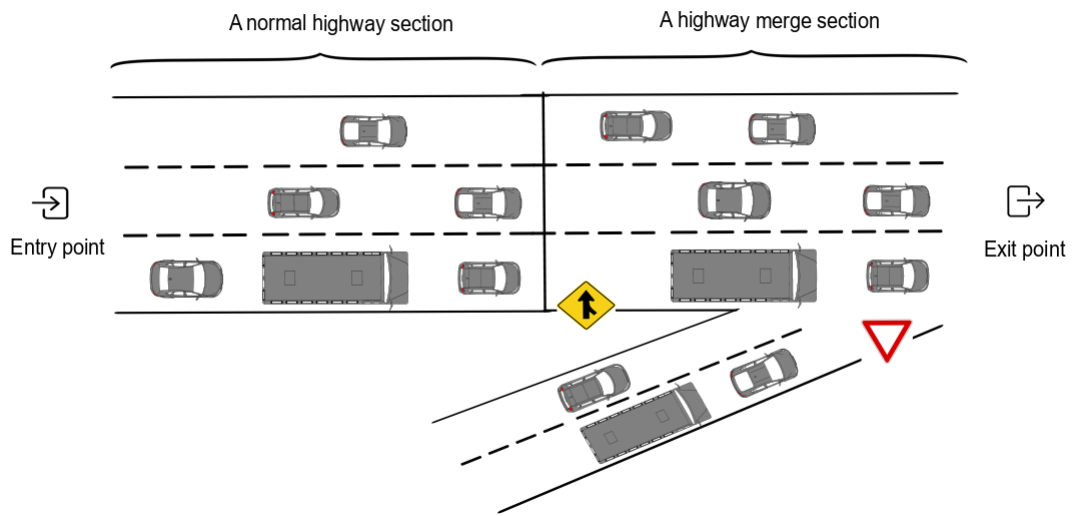 A normal highway section
A highway merge section
Entry point
Exit point